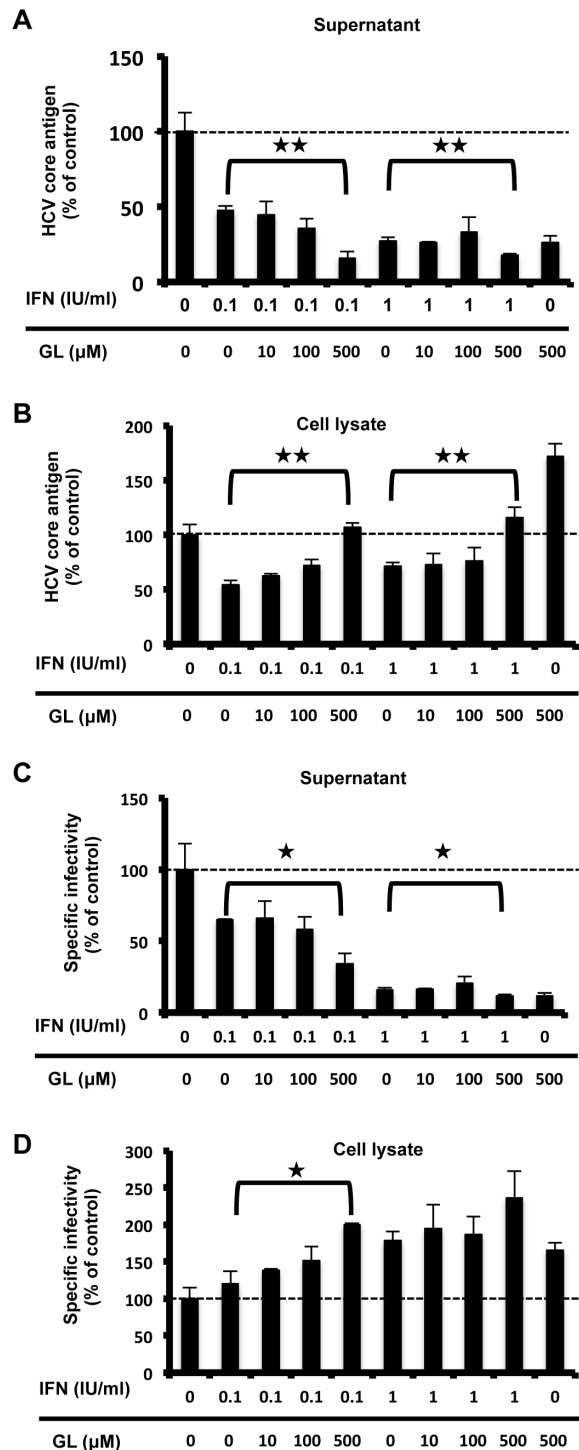 A
Supernatant
HCV core antigen
(% of control)
150
100
50
0
★★ ★★
IFN (IU/ml) 0 0.1 0.1 0.1 0.1 1 1 1 1 0
GL (µM) 0 0 10 100 500 0 10 100 500 500
B
Cell lysate
HCV core antigen
(% of control)
200
150
100
50
0
★★ ★★
IFN (IU/ml) 0 0.1 0.1 0.1 0.1 1 1 1 1 0
GL (µM) 0 0 10 100 500 0 10 100 500 500
C
Supernatant
Specific infectivity
(% of control)
150
100
50
0
★ ★
IFN (IU/ml) 0 0.1 0.1 0.1 0.1 1 1 1 1 0
GL (µM) 0 0 10 100 500 0 10 100 500 500
D
Cell lysate
Specific infectivity
(% of control)
300
250
200
150
100
50
0
★
IFN (IU/ml) 0 0.1 0.1 0.1 0.1 1 1 1 1 0
GL (µM) 0 0 10 100 500 0 10 100 500 500